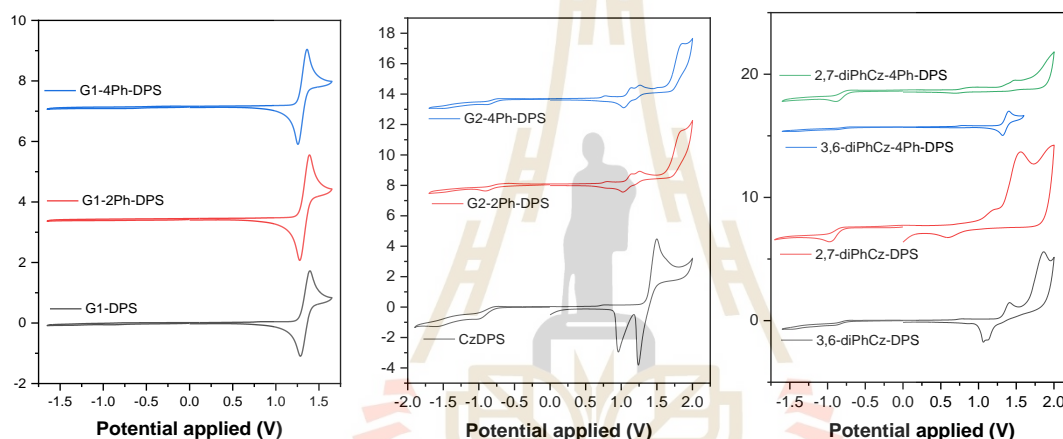 10
8
6
4
2
0
-2
G1-4Ph-DPS
G1-2Ph-DPS
G1-DPS
-1.5 -1.0 -0.5 0.0 0.5 1.0 1.5
Potential applied (V)
18
16
14
12
10
8
6
4
2
0
-2
-4
G2-4Ph-DPS
G2-2Ph-DPS
CzDPS
-2.0 -1.5 -1.0 -0.5 0.0 0.5 1.0 1.5 2.0
Potential applied (V)
20
10
0
2,7-diPhCz-4Ph-DPS
3,6-diPhCz-4Ph-DPS
2,7-diPhCz-DPS
3,6-diPhCz-DPS
-1.5 -1.0 -0.5 0.0 0.5 1.0 1.5 2.0
Potential applied (V)